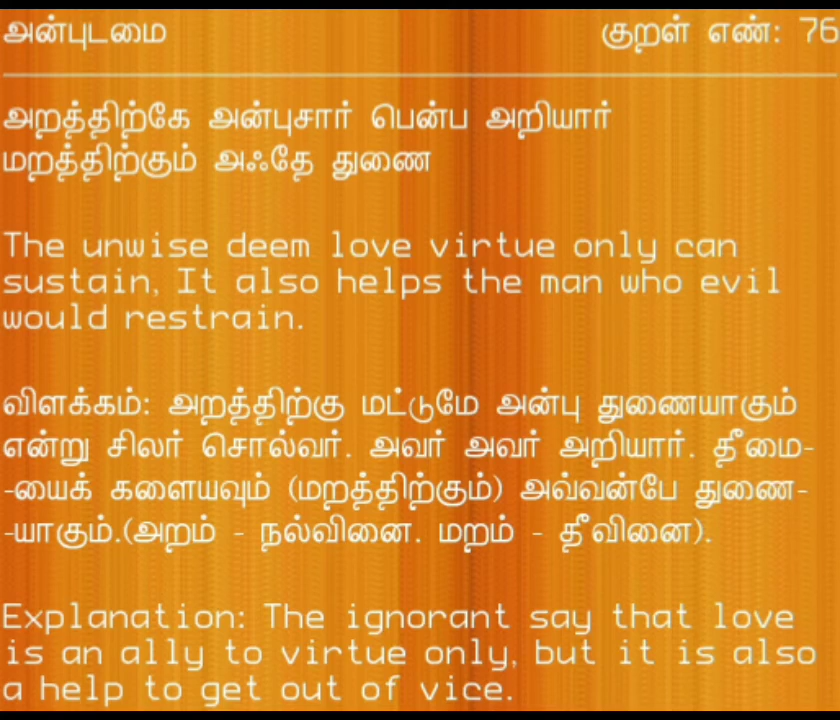 அன்புடமை குறள் எண்: 76
அறத்திற்கே அன்புசார் பென்ப அறியார்
மறத்திற்கும் அஃதே துணை
The unwise deem love virtue only can
sustain, It also helps the man who evil
would restrain.
விளக்கம்: அறத்திற்கு மட்டுமே அன்பு துணையாகும்
என்று சிலர் சொல்வர். அவர் அவர் அறியார். தீமை-
-யைக் களையவும் (மறத்திற்கும்) அவ்வன்பே துணை-
-யாகும்.(அறம் - நல்வினை. மறம் - தீவினை).
Explanation: The ignorant say that love
is an ally to virtue only, but it is also
a help to get out of vice.